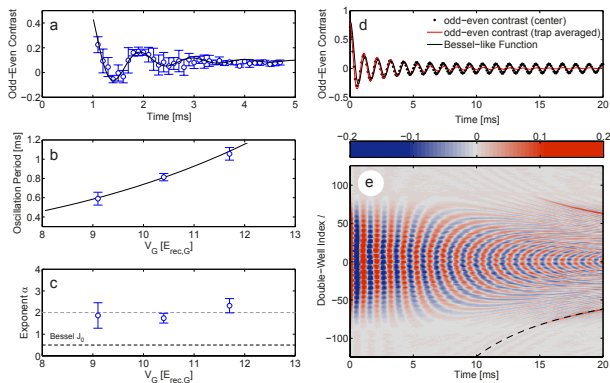 a
Odd−Even Contrast
0.4
0.2
0
−0.2
0
1
2
3
4
5
Time [ms]
b
Oscillation Period [ms]
1.2
1
0.8
0.6
0.4
8
9
10
11
12
13
V_G [E_rec,G]
c
Exponent α
4
3
2
1
0
Bessel J_0
8
9
10
11
12
13
V_G [E_rec,G]
d
odd−even contrast (center)
odd−even contrast (trap averaged)
Bessel−like Function
Odd−Even Contrast
1
0.5
0
−0.5
0
5
10
15
20
Time [ms]
−0.2
−0.1
0
0.1
0.2
e
Double−Well Index l
100
50
0
−50
−100
0
5
10
15
20
Time [ms]